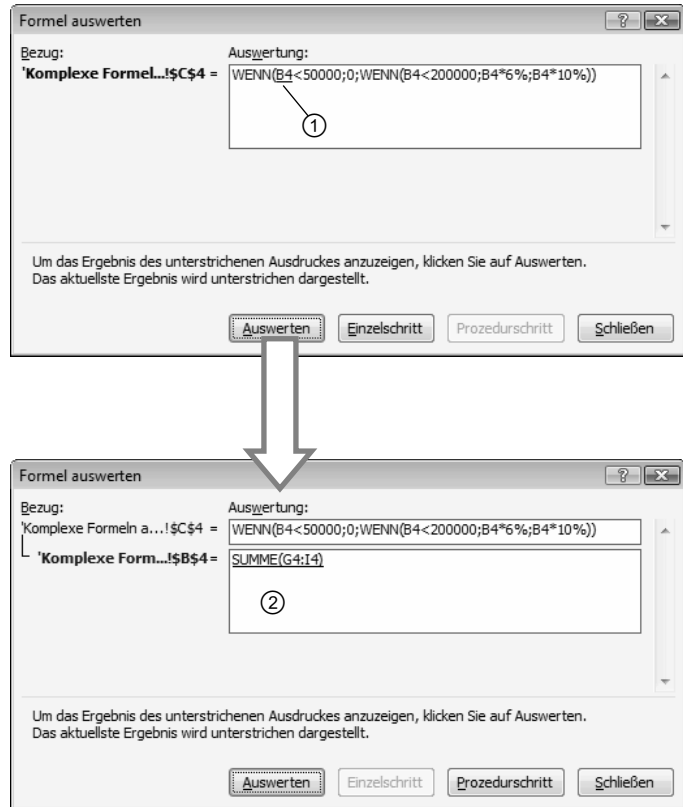 Formel auswerten
Bezug:
Auswertung:
'Komplexe Formel...!$C$4 =
WENN(B4<50000;0;WENN(B4<200000;B4*6%;B4*10%))
1
Um das Ergebnis des unterstrichenen Ausdruckes anzuzeigen, klicken Sie auf Auswerten.
Das aktuellste Ergebnis wird unterstrichen dargestellt.
Auswerten Einzelschritt Prozedurschritt Schließen
Formel auswerten
Bezug:
Auswertung:
'Komplexe Formeln a...!$C$4 =
WENN(B4<50000;0;WENN(B4<200000;B4*6%;B4*10%))
'Komplexe Form...!$B$4=
SUMME(G4:I4)
2
Um das Ergebnis des unterstrichenen Ausdruckes anzuzeigen, klicken Sie auf Auswerten.
Das aktuellste Ergebnis wird unterstrichen dargestellt.
Auswerten Einzelschritt Prozedurschritt Schließen